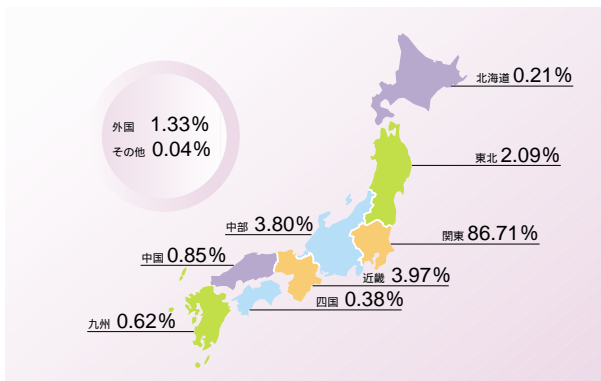 北海道 0.21%
外国 1.33%
その他 0.04%
東北 2.09%
中部 3.80%
関東 86.71%
中国 0.85%
近畿 3.97%
四国 0.38%
九州 0.62%